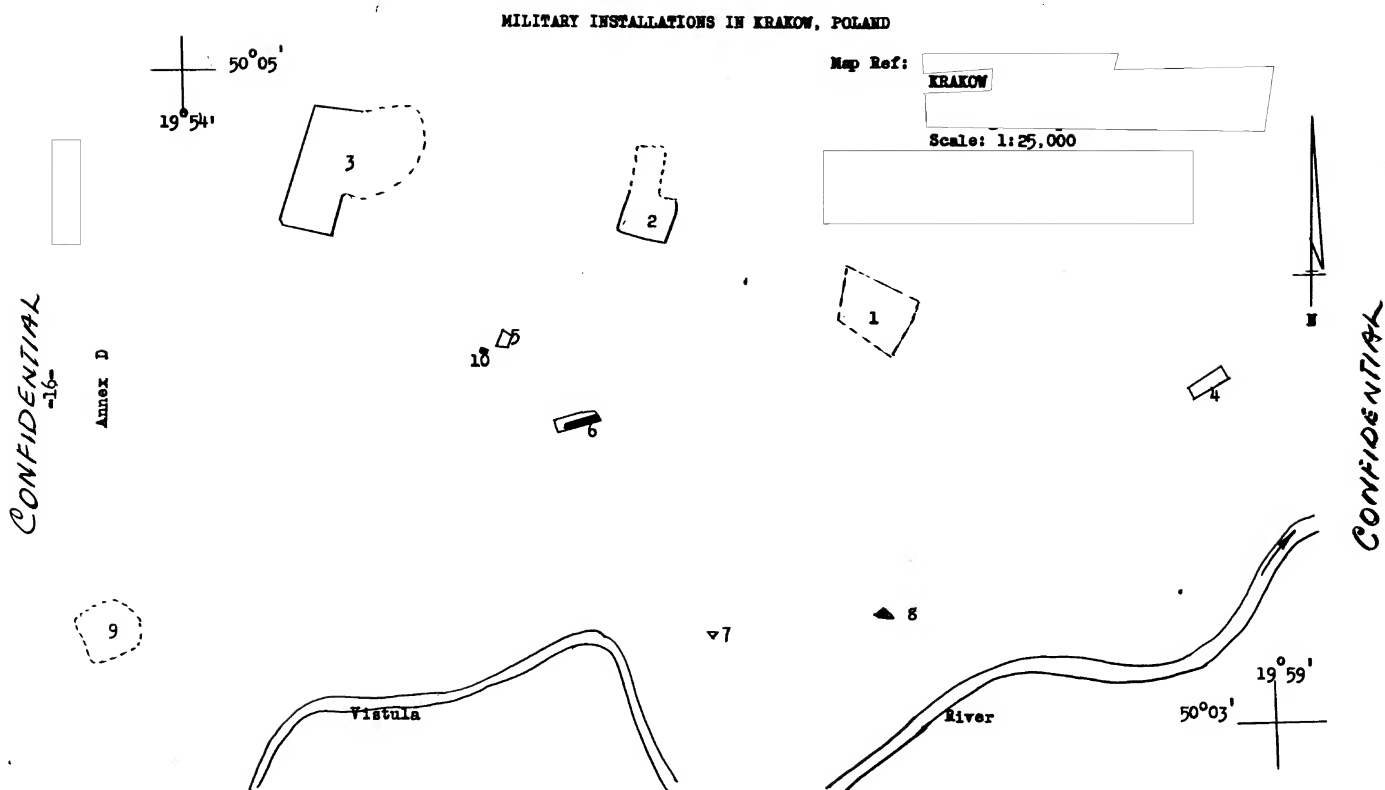 MILITARY INSTALLATIONS IN KRAKOW, POLAND
50°05'
19°54'
Map Ref:
KRAKOW
Scale: 1:25,000
3
2
1
5
10
4
6
N
CONFIDENTIAL
-16-
Annex D
CONFIDENTIAL
9
7
8
Vistula
River
19°59'
50°03'